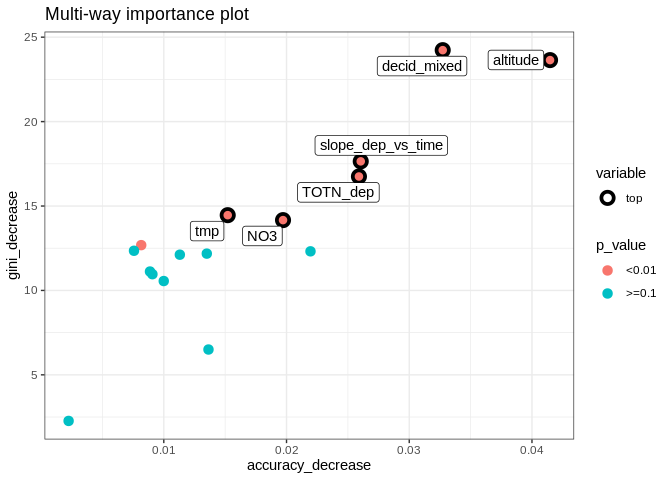 Multi-way importance plot
25
20
15
10
5
gini_decrease
decid_mixed
altitude
slope_dep_vs_time
TOTN_dep
tmp
NO3
0.01
0.02
0.03
0.04
accuracy_decrease
variable
top
p_value
<0.01
>=0.1